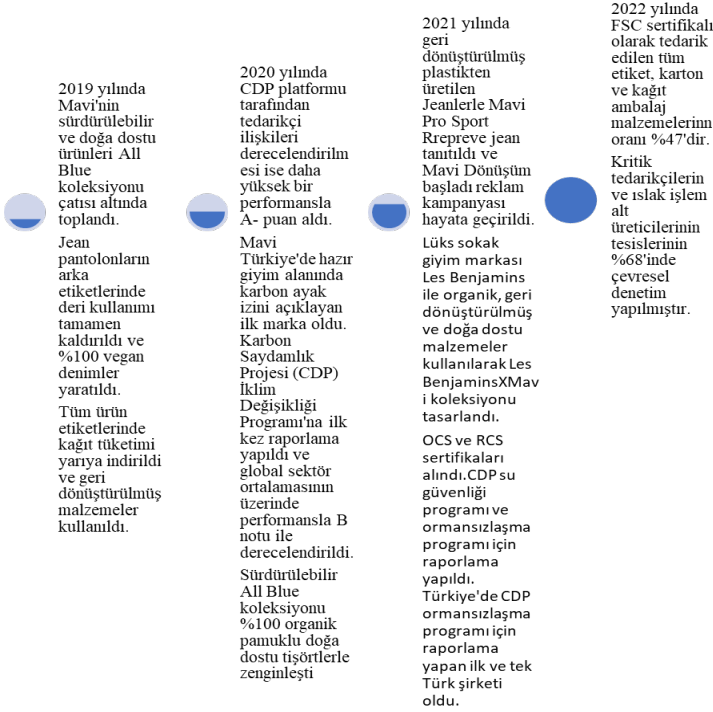 2019 yılında
Mavi'nin
sürdürülebilir
ve doğa dostu
ürünleri All
Blue
koleksiyonu
çatısı altında
toplandı.
Jean
pantolonların
arka
etiketlerinde
deri kullanımı
tamamen
kaldırıldı ve
%100 vegan
denimler
yaratıldı.
Tüm ürün
etiketlerinde
kağıt tüketimi
yarıya indirildi
ve geri
dönüştürülmüş
malzemeler
kullanıldı.
2020 yılında
CDP platformu
tarafından
tedarikçi
ilişkileri
derecelendirilm
esi ise daha
yüksek bir
performansla
A- puan aldı.
Mavi
Türkiye'de hazır
giyim alanında
karbon ayak
izini açıklayan
ilk marka oldu.
Karbon
Saydamlık
Projesi (CDP)
İklim
Değişikliği
Programı'na ilk
kez raporlama
yapıldı ve
global sektör
ortalamasının
üzerinde
performansla B
notu ile
derecelendirildi.
Sürdürülebilir
All Blue
koleksiyonu
%100 organik
pamuklu doğa
dostu tişörtlerle
zenginleşti
2021 yılında
geri
dönüştürülmüş
plastikten
üretilen
Jeanlerle Mavi
Pro Sport
Rrepreve jean
tanıtıldı ve
Mavi Dönüşüm
başladı reklam
kampanyası
hayata geçirildi.
Lüks sokak
giyim markası
Les Benjamins
ile organik, geri
dönüştürülmüş
ve doğa dostu
malzemeler
kullanılarak Les
BenjaminsXMav
i koleksiyonu
tasarlandı.
OCS ve RCS
sertifikaları
alındı.CDP su
güvenliği
programı ve
ormansızlaşma
programı için
raporlama
yapıldı.
Türkiye'de CDP
ormansızlaşma
programı için
raporlama
yapan ilk ve tek
Türk şirketi
oldu.
2022 yılında
FSC sertifikalı
olarak tedarik
edilen tüm
etiket, karton
ve kağıt
ambalaj
malzemelerinn
oranı %47'dir.
Kritik
tedarikçilerin
ve ıslak işlem
alt
üreticilerinin
tesislerinin
%68'inde
çevresel
denetim
yapılmıştır.